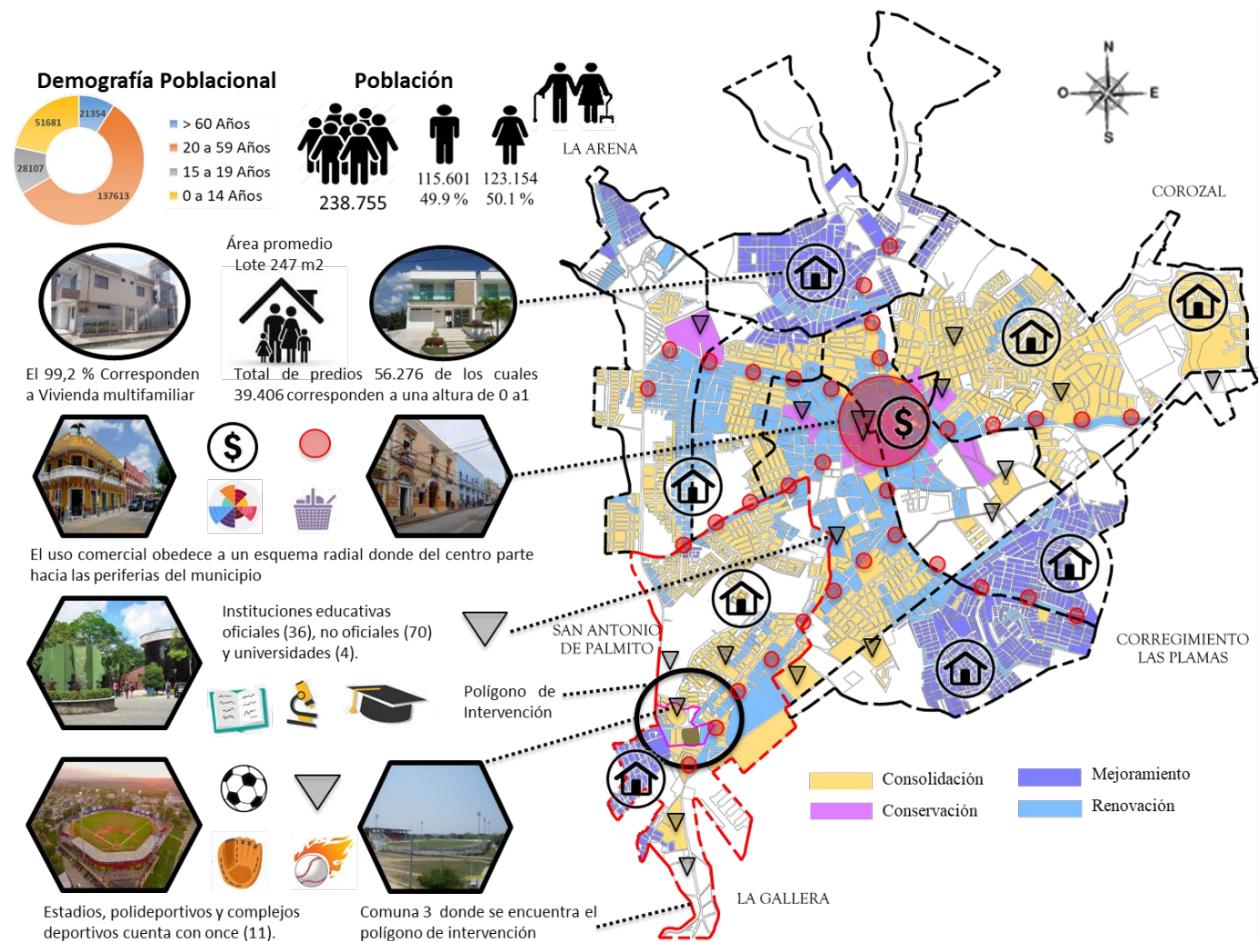 Demografía Poblacional
21354
51681
28107
137613
> 60 Años
20 a 59 Años
15 a 19 Años
0 a 14 Años
Población
238.755
115.601
49.9 %
123.154
50.1 %
LA ARENA
N
O
E
S
COROZAL
Área promedio
Lote 247 m2
El 99,2 % Corresponden
a Vivienda multifamiliar
Total de predios 56.276 de los cuales
39.406 corresponden a una altura de 0 a1
$
$
El uso comercial obedece a un esquema radial donde del centro parte
hacia las periferias del municipio
Instituciones educativas
oficiales (36), no oficiales (70)
y universidades (4).
SAN ANTONIO
DE PALMITO
CORREGIMIENTO
LAS PLAMAS
Polígono de
Intervención
Consolidación
Conservación
Mejoramiento
Renovación
LA GALLERA
Estadios, polideportivos y complejos
deportivos cuenta con once (11).
Comuna 3 donde se encuentra el
polígono de intervención